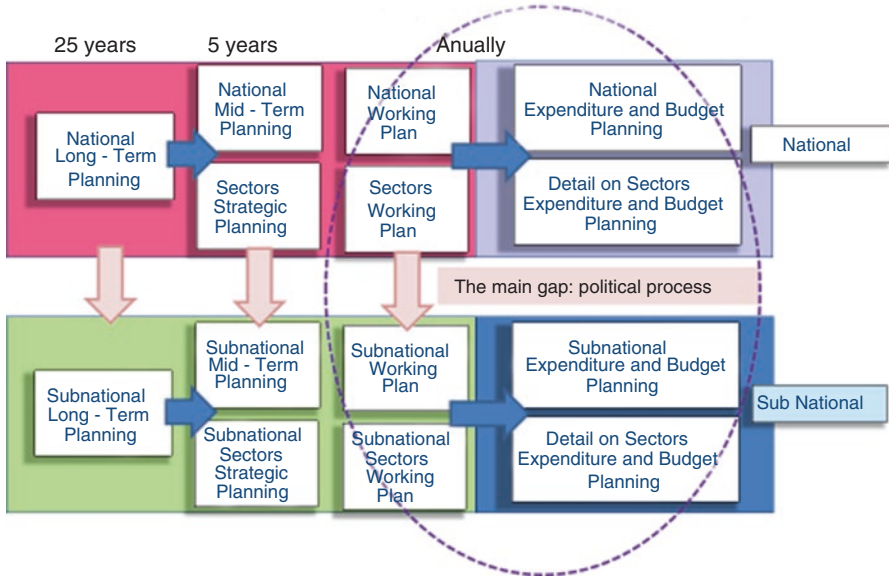 25 years
5 years
Anually
National
Long - Term
Planning
National
Mid - Term
Planning
Sectors
Strategic
Planning
National
Working
Plan
Sectors
Working
Plan
National
Expenditure and Budget
Planning
Detail on Sectors
Expenditure and Budget
Planning
National
The main gap: political process
Subnational
Long - Term
Planning
Subnational
Mid - Term
Planning
Subnational
Sectors
Strategic
Planning
Subnational
Working
Plan
Subnational
Sectors
Working
Plan
Subnational
Expenditure and Budget
Planning
Detail on Sectors
Expenditure and Budget
Planning
Sub National